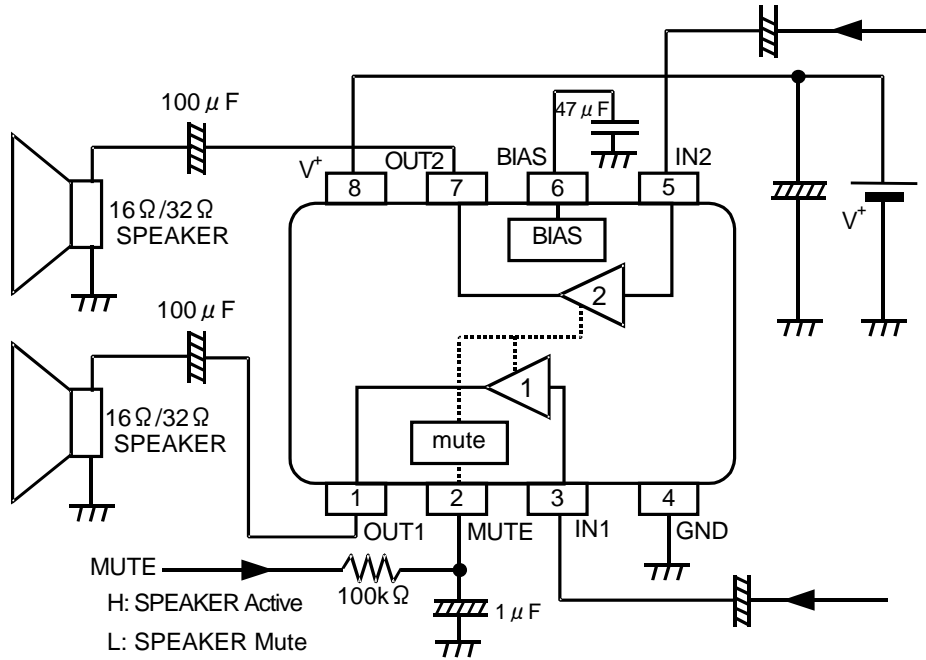 100μF
47μF
V+
OUT2
BIAS
IN2
8
7
6
5
16Ω/32Ω
SPEAKER
BIAS
V+
2
100μF
1
16Ω/32Ω
SPEAKER
mute
1
2
3
4
OUT1
MUTE
IN1
GND
MUTE
100kΩ
H: SPEAKER Active
1μF
L: SPEAKER Mute